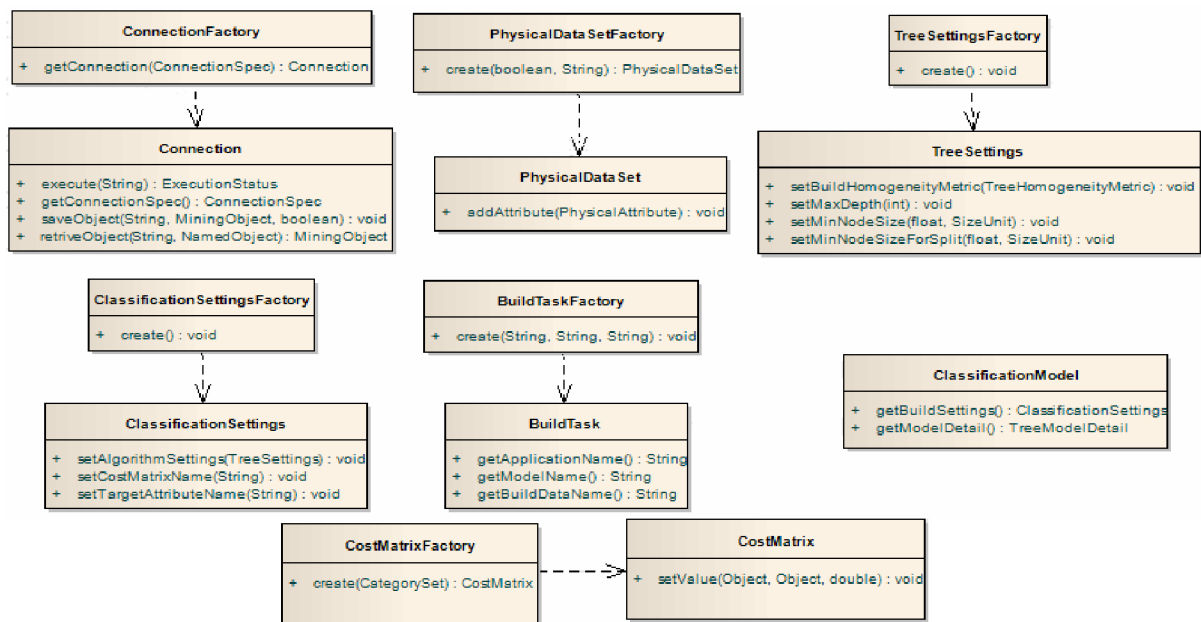 ConnectionFactory
+ getConnection(ConnectionSpec) : Connection
PhysicalDataSetFactory
+ create(boolean, String) : PhysicalDataSet
TreeSettingsFactory
+ create() : void
Connection
+ execute(String) : ExecutionStatus
+ getConnectionSpec() : ConnectionSpec
+ saveObject(String, MiningObject, boolean) : void
+ retriveObject(String, NamedObject) : MiningObject
PhysicalDataSet
+ addAttribute(PhysicalAttribute) : void
TreeSettings
+ setBuildHomogeneityMetric(TreeHomogeneityMetric) : void
+ setMaxDepth(int) : void
+ setMinNodeSize(float, SizeUnit) : void
+ setMinNodeSizeForSplit(float, SizeUnit) : void
ClassificationSettingsFactory
+ create() : void
BuildTaskFactory
+ create(String, String, String) : void
ClassificationModel
+ getBuildSettings() : ClassificationSettings
+ getModelDetail() : TreeModelDetail
ClassificationSettings
+ setAlgorithmSettings(TreeSettings) : void
+ setCostMatrixName(String) : void
+ setTargetAttributeName(String) : void
BuildTask
+ getApplicationName() : String
+ getModelName() : String
+ getBuildDataName() : String
CostMatrixFactory
+ create(CategorySet) : CostMatrix
CostMatrix
+ setValue(Object, Object, double) : void